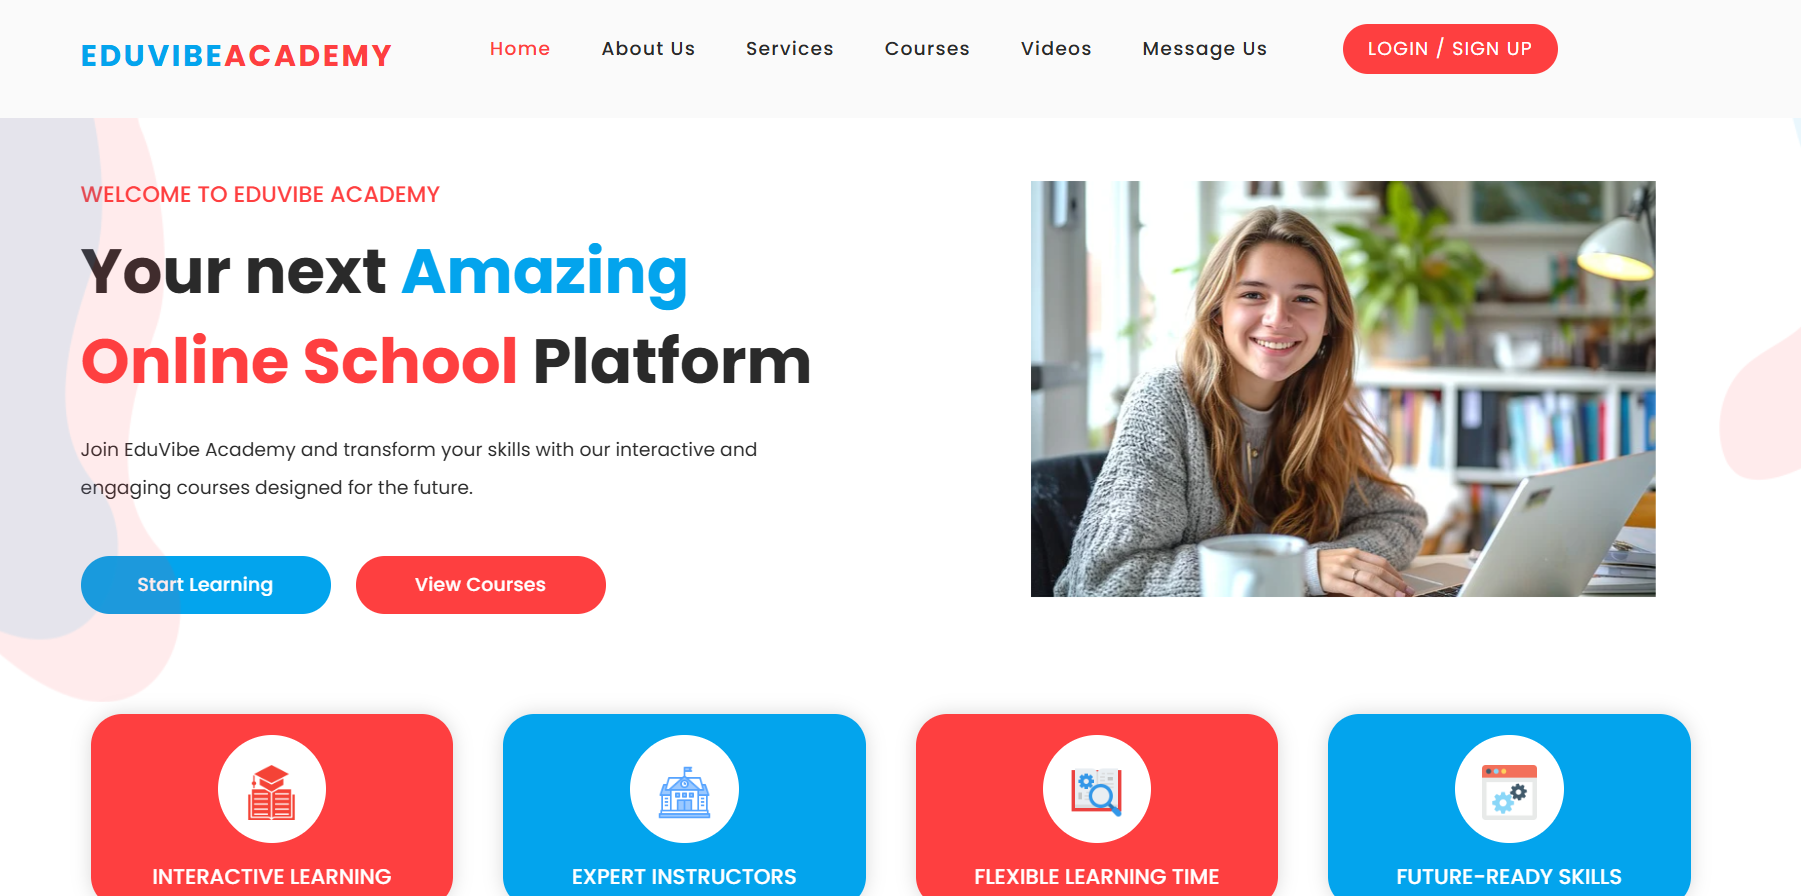 EDUVIBEACADEMY
Home
About Us
Services
Courses
Videos
Message Us
LOGIN / SIGN UP
WELCOME TO EDUVIBE ACADEMY
Your next Amazing
Online School Platform
Join EduVibe Academy and transform your skills with our interactive and
engaging courses designed for the future.
Start Learning
View Courses
INTERACTIVE LEARNING
EXPERT INSTRUCTORS
FLEXIBLE LEARNING TIME
FUTURE-READY SKILLS